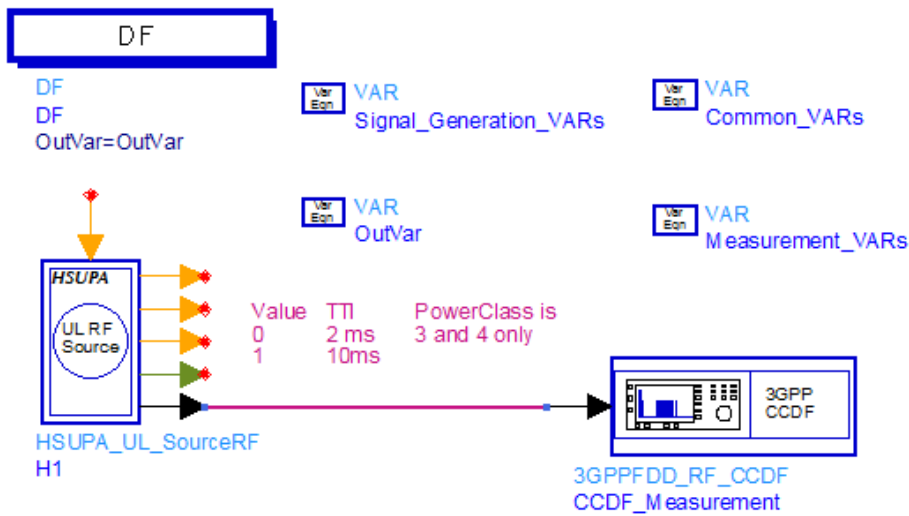 DF
DF
DF
OutVar=OutVar
Var
Eqn
VAR
Signal_Generation_VARs
Var
Eqn
VAR
Common_VARs
Var
Eqn
VAR
OutVar
Var
Eqn
VAR
Measurement_VARs
HSUPA
UL RF
Source
Value TTI PowerClass is
0 2 ms 3 and 4 only
1 10ms
3GPP
CCDF
HSUPA_UL_SourceRF
H1
3GPPFDD_RF_CCDF
CCDF_Measurement